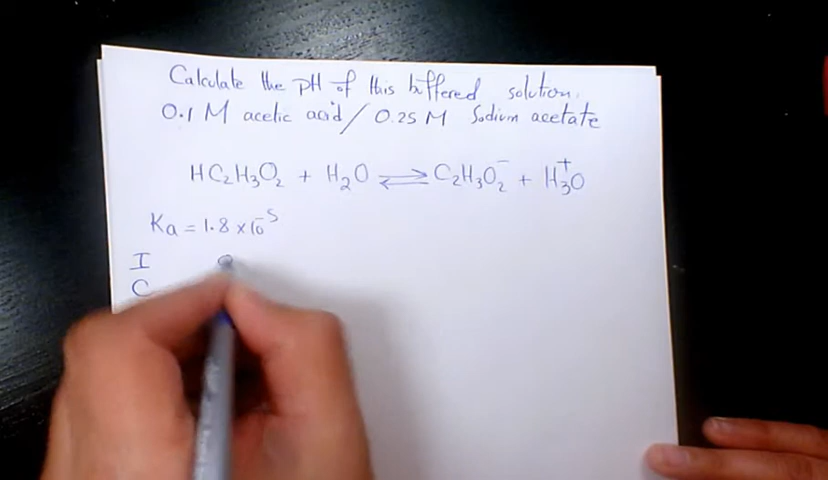 Calculate the pH of this buffered solution.
0.1 M acetic acid / 0.25 M Sodium acetate
HC₂H₃O₂ + H₂O ⇌ C₂H₃O₂⁻ + H₃O⁺
Ka = 1.8 × 10⁻⁵
I 0
C